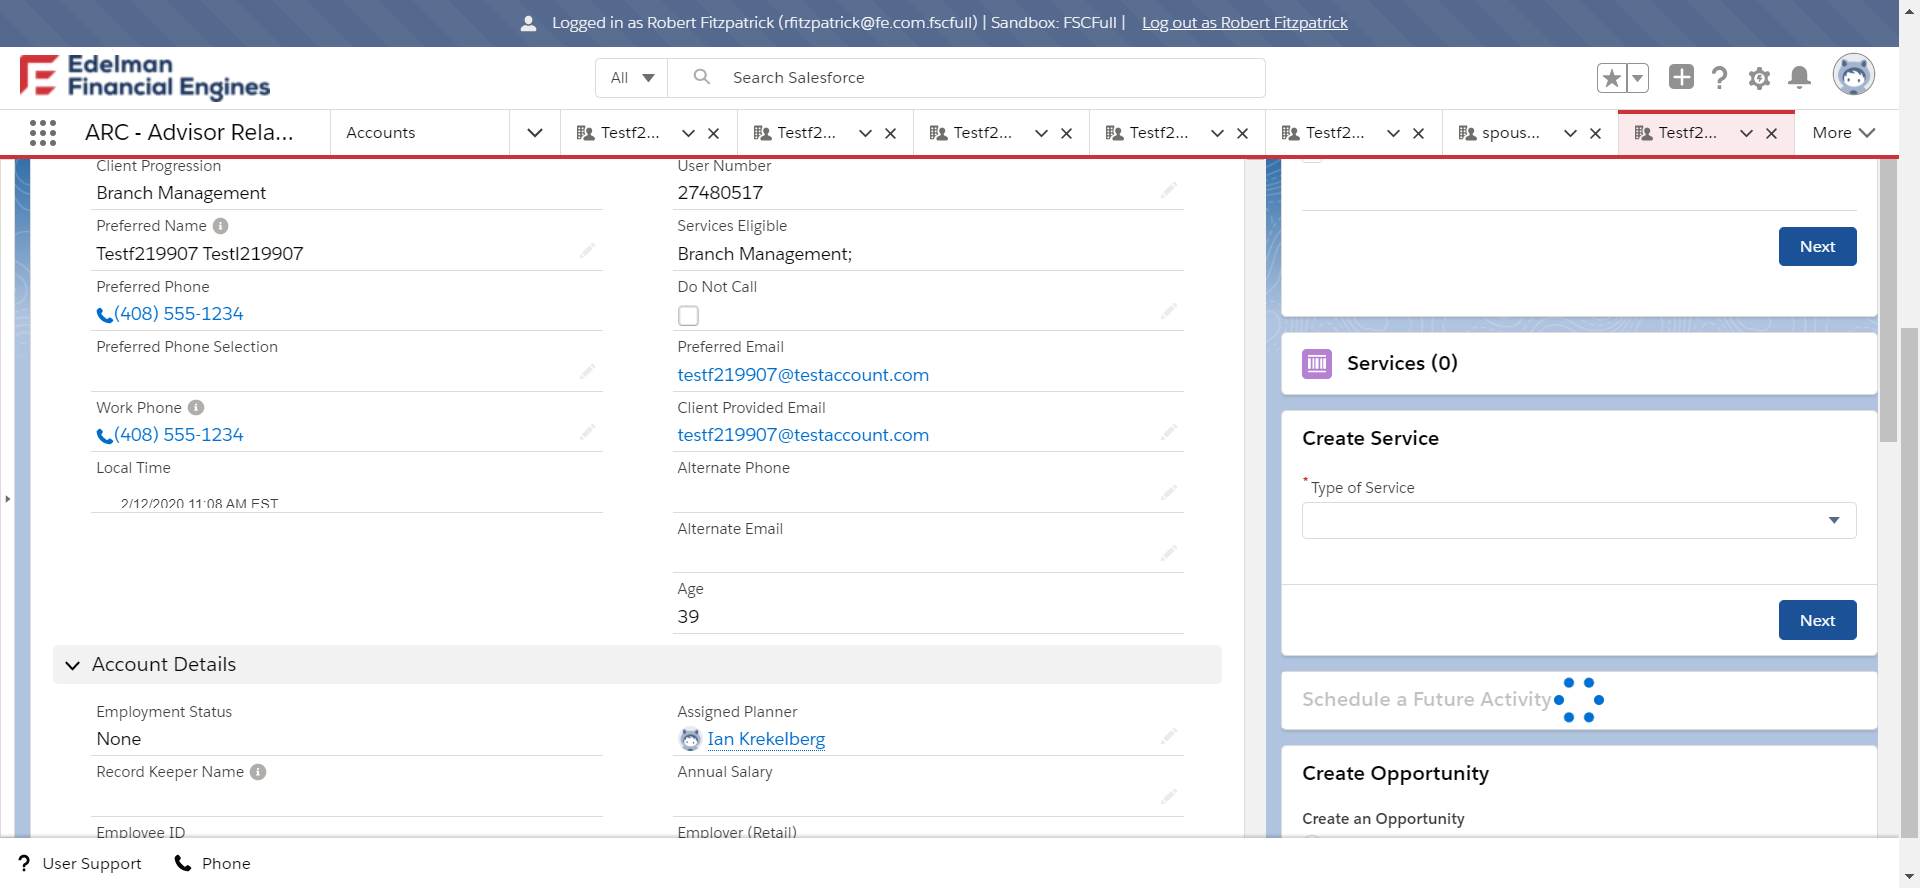 Logged in as Robert Fitzpatrick (rfitzpatrick@fe.com.fscfull) | Sandbox: FSCFull | Log out as Robert Fitzpatrick
Edelman
Financial Engines
All
Search Salesforce
ARC - Advisor Rela...
Accounts
Testf2...
Testf2...
Testf2...
Testf2...
Testf2...
spous...
Testf2...
More
Client Progression
Branch Management
User Number
27480517
Preferred Name
Testf219907 Testl219907
Services Eligible
Branch Management;
Preferred Phone
(408) 555-1234
Do Not Call
Preferred Phone Selection
Preferred Email
testf219907@testaccount.com
Work Phone
(408) 555-1234
Client Provided Email
testf219907@testaccount.com
Local Time
2/12/2020 11:08 AM EST
Alternate Phone
Alternate Email
Age
39
Account Details
Employment Status
None
Assigned Planner
Ian Krekelberg
Record Keeper Name
Annual Salary
Employee ID
Employer (Retail)
Next
Services (0)
Create Service
* Type of Service
Next
Schedule a Future Activity
Create Opportunity
Create an Opportunity
? User Support
Phone